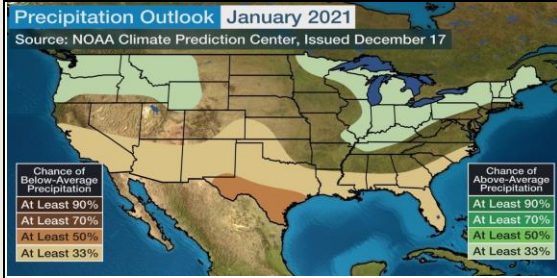 Precipitation Outlook January 2021
Source: NOAA Climate Prediction Center, Issued December 17
Chance of
Below-Average
Precipitation
At Least 90%
At Least 70%
At Least 50%
At Least 33%
Chance of
Above-Average
Precipitation
At Least 90%
At Least 70%
At Least 50%
At Least 33%